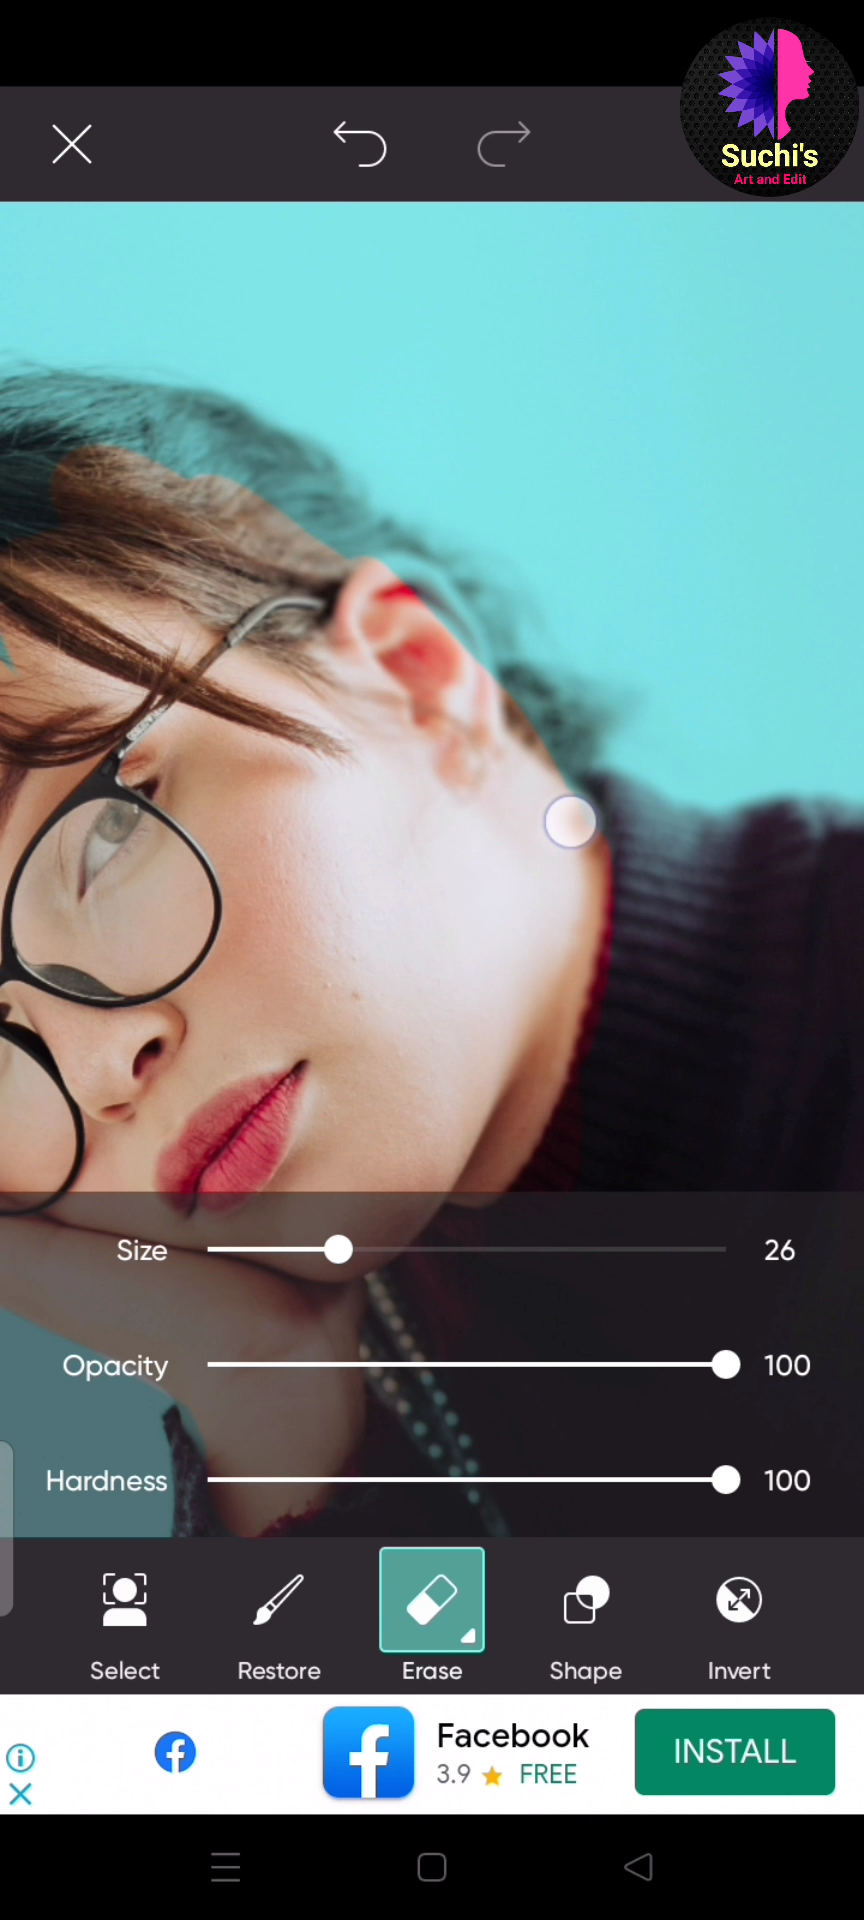 Suchi's
Art and Edit
Size 26
Opacity 100
Hardness 100
Select Restore Erase Shape Invert
Facebook
3.9 FREE
INSTALL